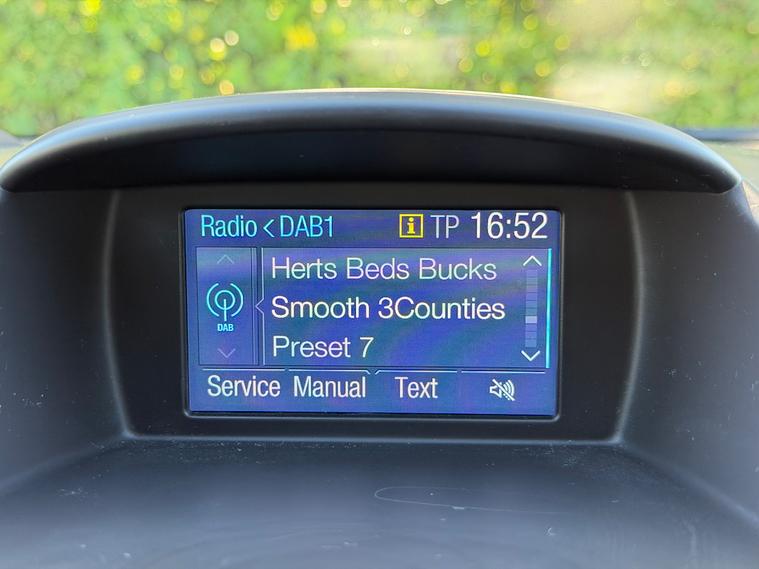 Radio < DAB1 i TP 16:52
Herts Beds Bucks
Smooth 3Counties
DAB
Preset 7
Service Manual Text